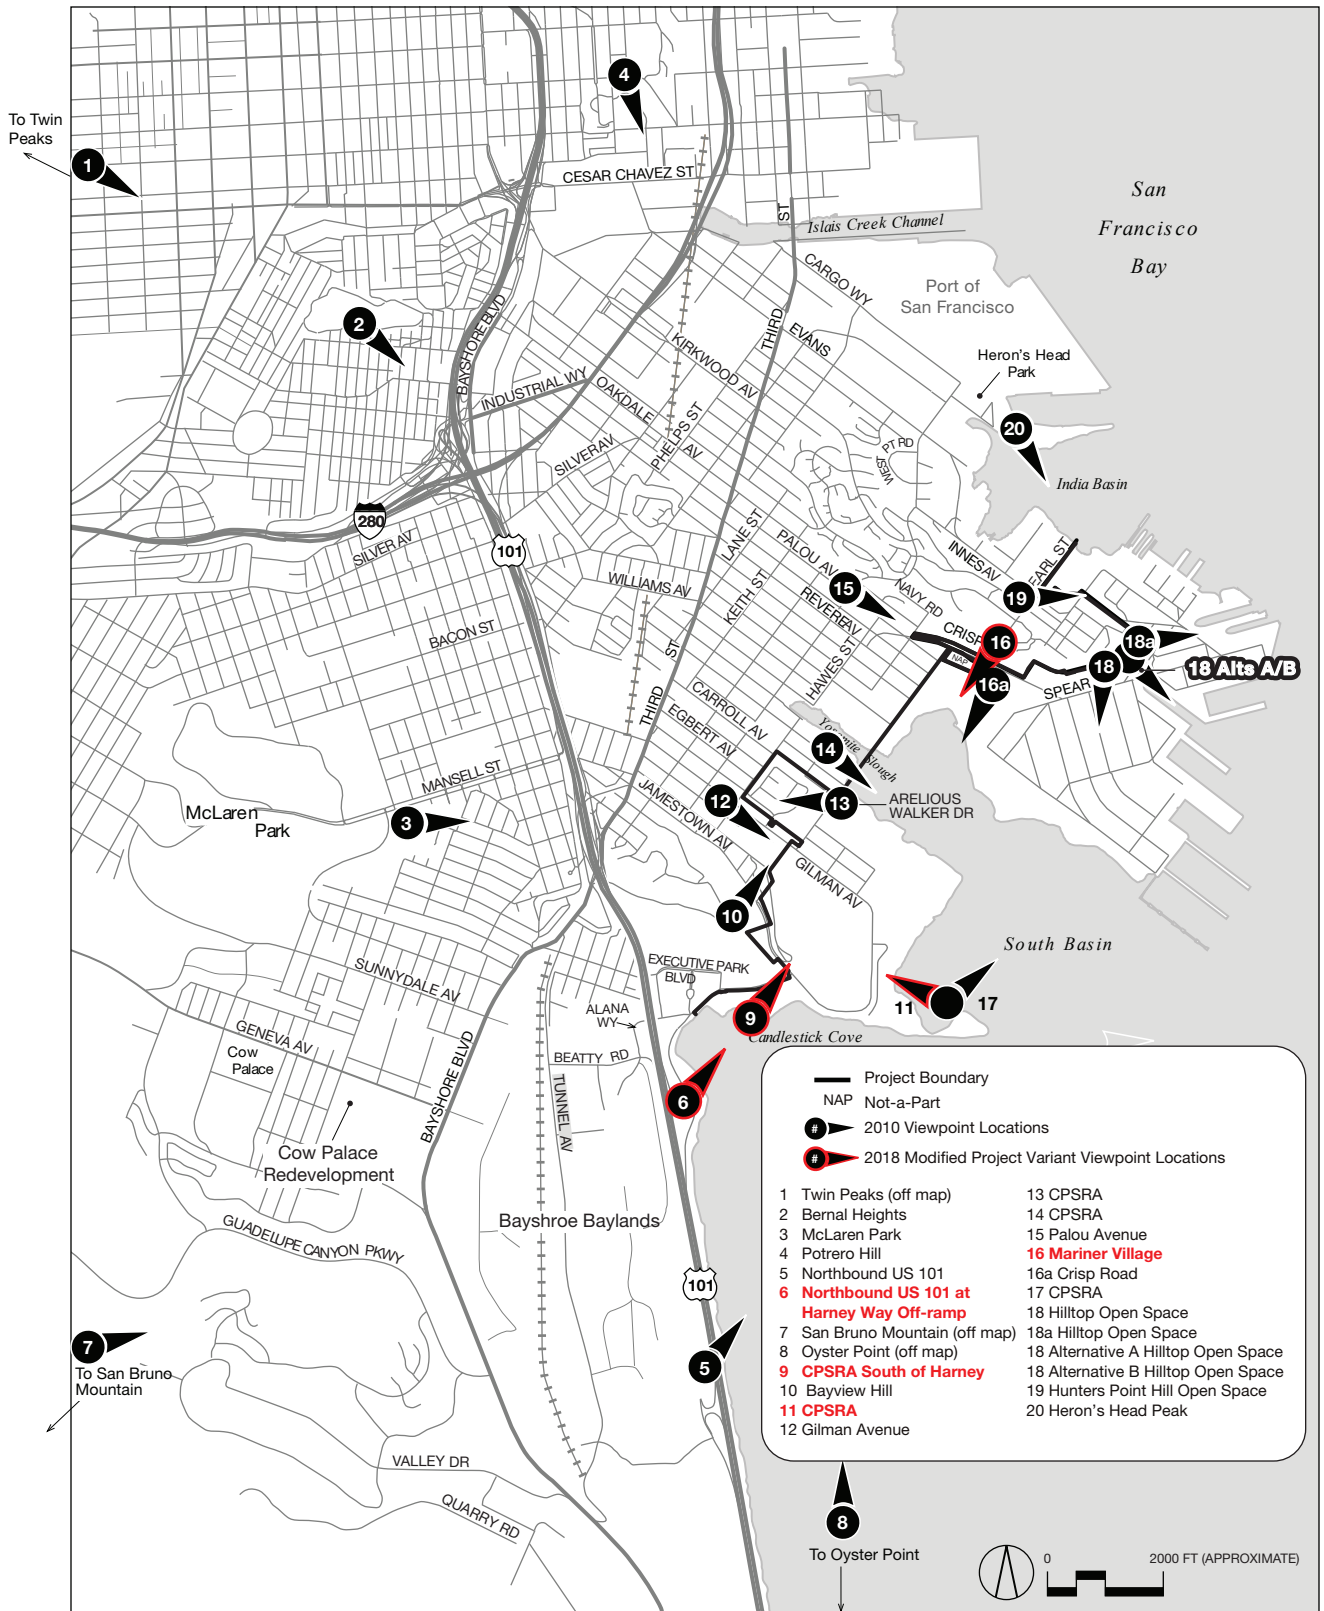 To Twin
Peaks
1
4
CESAR CHAVEZ ST
ST
Islais Creek Channel
San
Francisco
Bay
CARGO WY
Port of
San Francisco
2
BAYSHORE BLVD
THIRD
EVANS
KIRKWOOD AV
Heron's Head
Park
INDUSTRIAL WY
OAKDALE
AV
PHELPS ST
SILVER AV
20
WEST
PT RD
India Basin
280
SILVER AV
101
LANE ST
PALOU AV
INNES AV
EARL ST
WILLIAMS AV
KEITH ST
15
NAVY RD
19
REVERE AV
BACON ST
CRISP
16
18a
NAP
ST
HAWES ST
16a
18
18 Alts A/B
SPEAR
THIRD
CARROLL AV
EGBERT AV
Yosemite Slough
14
MANSELL ST
JAMESTOWN AV
12
13
ARELIOUS
WALKER DR
McLaren
Park
3
GILMAN AV
10
South Basin
SUNNYDALE AV
EXECUTIVE PARK
BLVD
11
17
ALANA
WY
9
GENEVA AV
Candlestick Cove
Cow
Palace
BEATTY RD
BAYSHORE BLVD
TUNNEL AV
6
Cow Palace
Redevelopment
Bayshroe Baylands
GUADELUPE CANYON PKWY
101
7
To San Bruno
Mountain
5
VALLEY DR
QUARRY RD
8
To Oyster Point
Project Boundary
NAP Not-a-Part
# 2010 Viewpoint Locations
# 2018 Modified Project Variant Viewpoint Locations
1 Twin Peaks (off map)
2 Bernal Heights
3 McLaren Park
4 Potrero Hill
5 Northbound US 101
6 Northbound US 101 at
Harney Way Off-ramp
7 San Bruno Mountain (off map)
8 Oyster Point (off map)
9 CPSRA South of Harney
10 Bayview Hill
11 CPSRA
12 Gilman Avenue
13 CPSRA
14 CPSRA
15 Palou Avenue
16 Mariner Village
16a Crisp Road
17 CPSRA
18 Hilltop Open Space
18a Hilltop Open Space
18 Alternative A Hilltop Open Space
18 Alternative B Hilltop Open Space
19 Hunters Point Hill Open Space
20 Heron's Head Peak
0
2000 FT (APPROXIMATE)